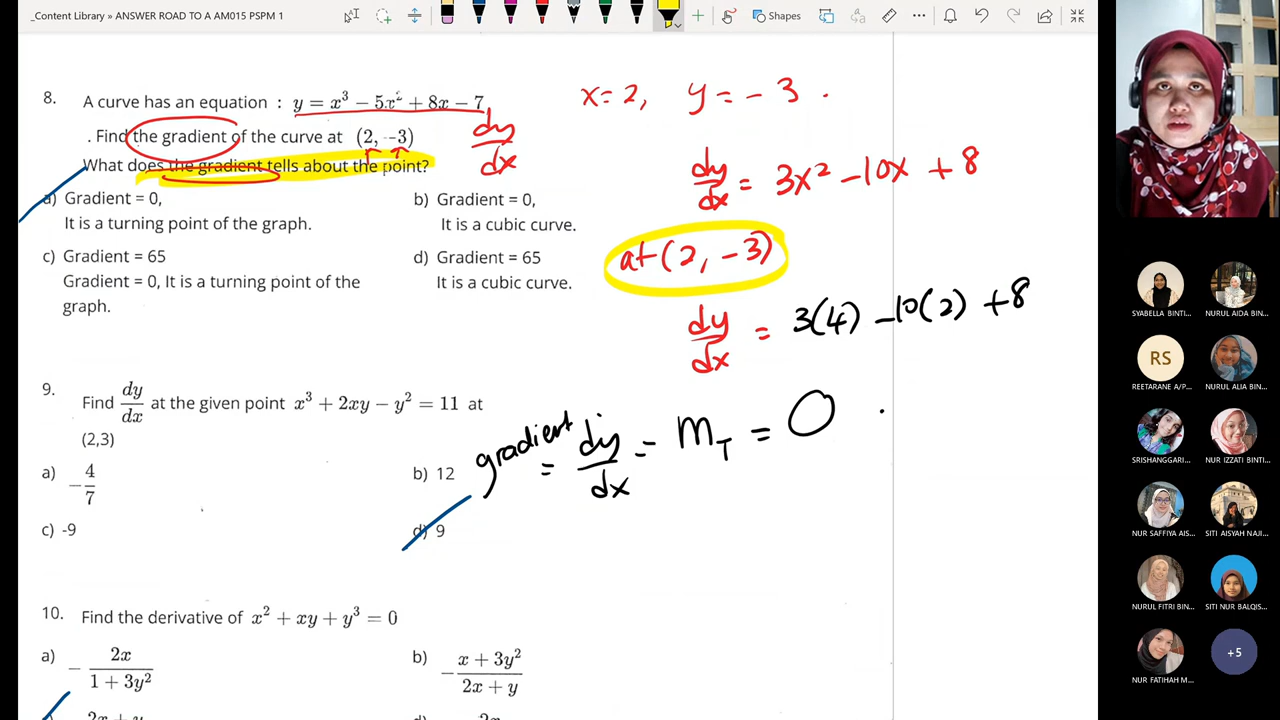 _Content Library » ANSWER ROAD TO A AM015 PSPM 1
Shapes
8.
A curve has an equation : y = x³ − 5x² + 8x − 7
. Find the gradient of the curve at (2, −3)
What does the gradient tells about the point?
a) Gradient = 0,
It is a turning point of the graph.
b) Gradient = 0,
It is a cubic curve.
c) Gradient = 65
Gradient = 0, It is a turning point of the
graph.
d) Gradient = 65
It is a cubic curve.
dy/dx
x = 2, y = − 3 .
dy/dx = 3x² − 10x + 8
at (2, −3)
dy/dx = 3(4) − 10(2) + 8
gradient = dy/dx = m_T = 0 .
9.
Find dy/dx at the given point x³ + 2xy − y² = 11 at
(2,3)
a) −4/7
b) 12
c) -9
d) 9
10.
Find the derivative of x² + xy + y³ = 0
a) − 2x/(1 + 3y²)
b) − (x + 3y²)/(2x + y)
2x + y
2x
SYABELLA BINTI...
NURUL AIDA BIN...
RS
REETARANE A/P...
NURUL ALIA BIN...
SRISHANGGARI...
NUR IZZATI BINTI...
NUR SAFFIYA AIS...
SITI AISYAH NAJI...
NURUL FITRI BIN...
SITI NUR BALQIS...
NUR FATIHAH M...
+5